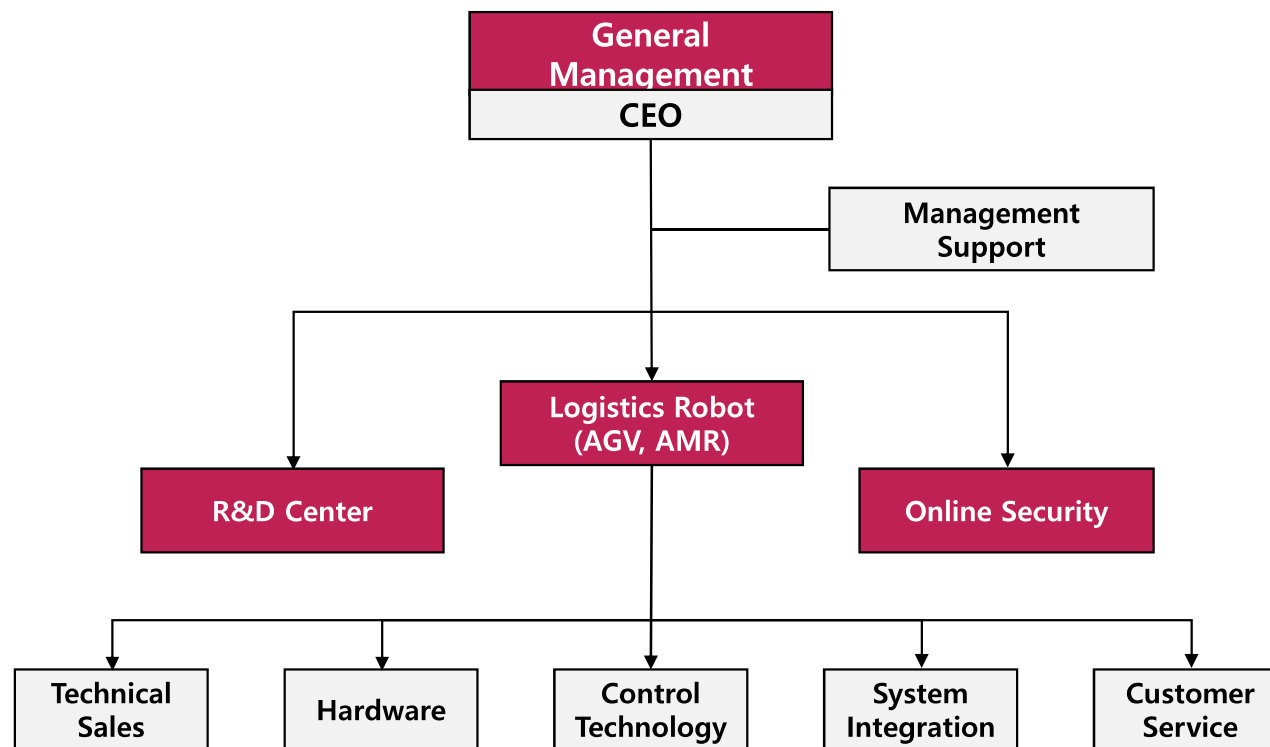 General
Management
CEO
Management
Support
Logistics Robot
(AGV, AMR)
R&D Center
Online Security
Technical
Sales
Hardware
Control
Technology
System
Integration
Customer
Service